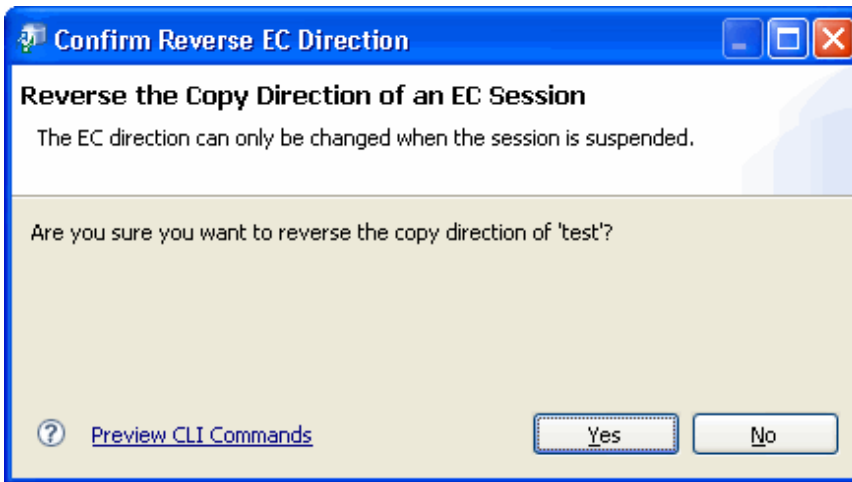 Confirm Reverse EC Direction
Reverse the Copy Direction of an EC Session
The EC direction can only be changed when the session is suspended.
Are you sure you want to reverse the copy direction of 'test'?
? Preview CLI Commands Yes No